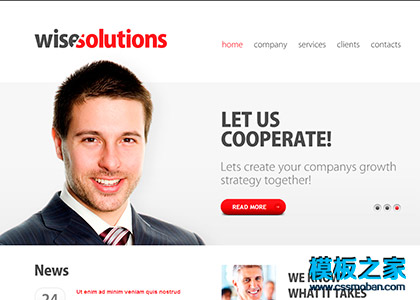 wisesolutions
home company services clients contacts
LET US
COOPERATE!
Lets create your companys growth
strategy together!
READ MORE
News
24
Ut enim ad minim veniam quis nostrud
WE KNOW
WHAT IT TAKES
模板之家
www.cssmoban.com